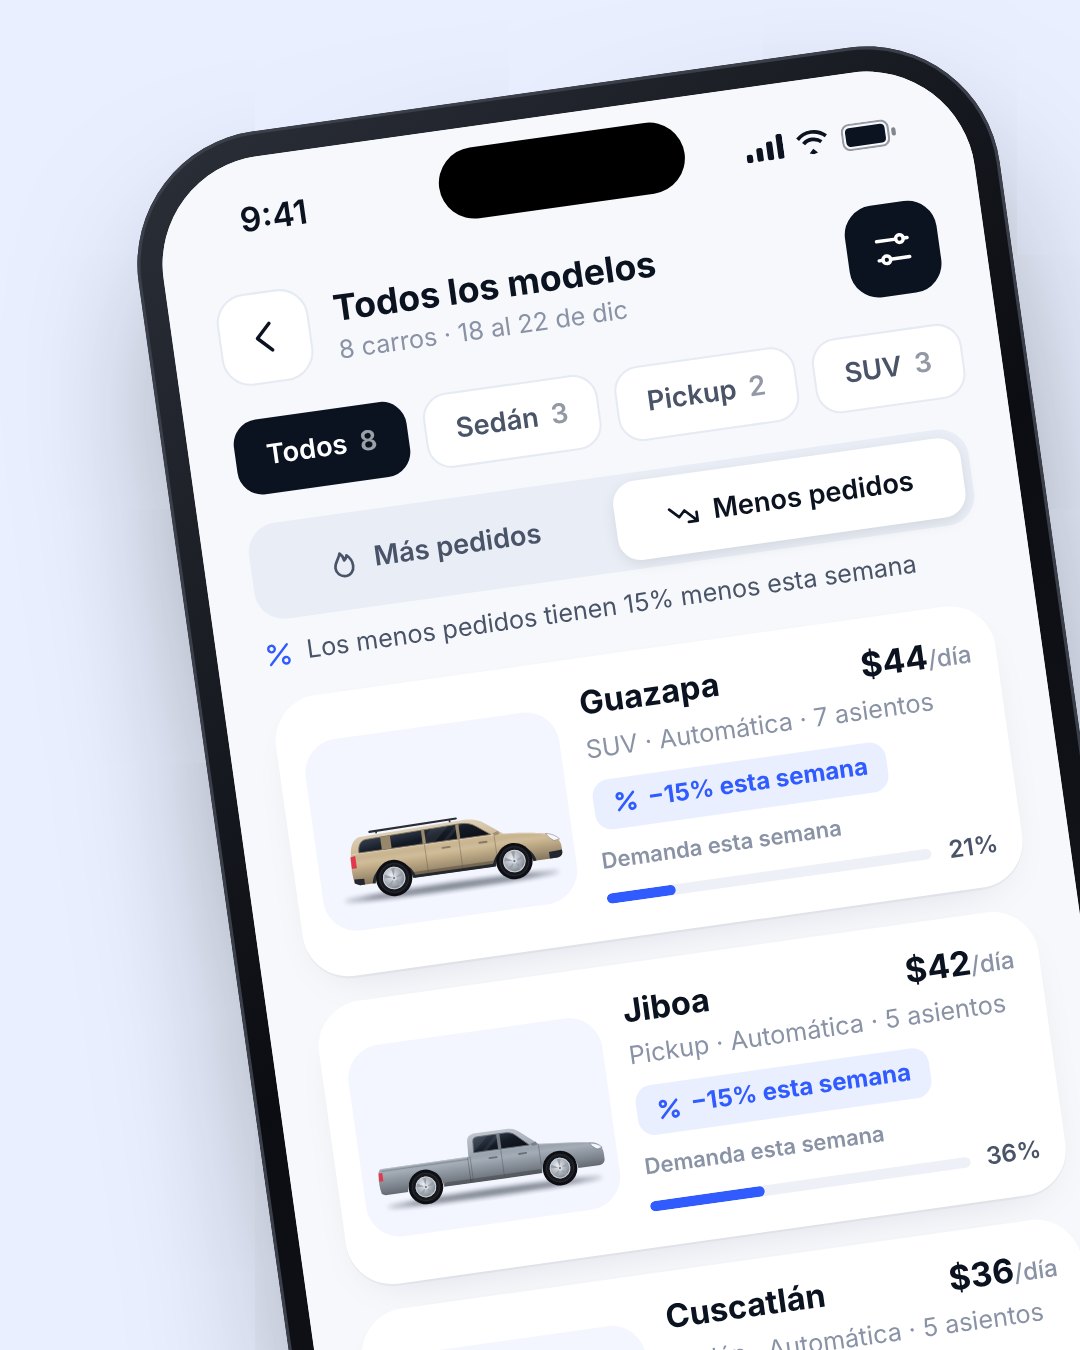 9:41
Todos los modelos
8 carros · 18 al 22 de dic
Todos 8
Sedán 3
Pickup 2
SUV 3
Más pedidos
Menos pedidos
% Los menos pedidos tienen 15% menos esta semana
Guazapa
$44/día
SUV · Automática · 7 asientos
% −15% esta semana
Demanda esta semana
21%
Jiboa
$42/día
Pickup · Automática · 5 asientos
% −15% esta semana
Demanda esta semana
36%
Cuscatlán
$36/día
· Automática · 5 asientos